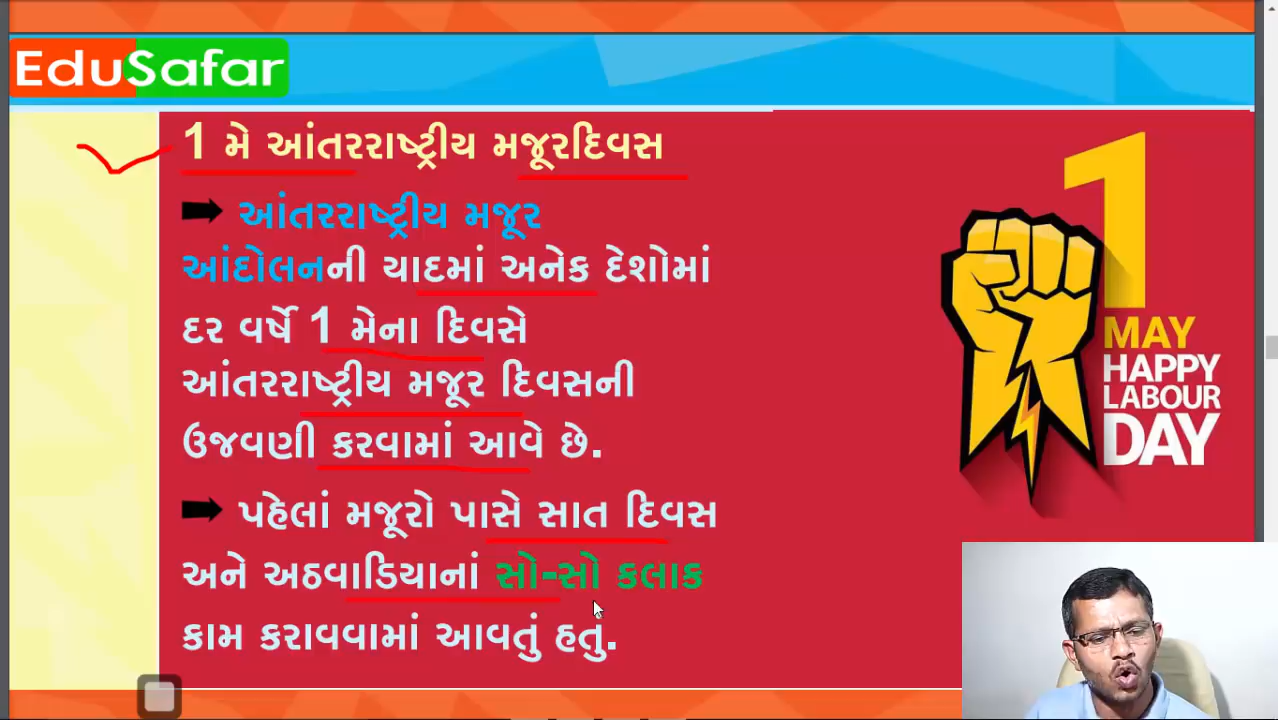 EduSafar
1 મે આંતરરાષ્ટ્રીય મજૂરદિવસ
➡ આંતરરાષ્ટ્રીય મજૂર
આંદોલનની યાદમાં અનેક દેશોમાં
દર વર્ષે 1 મેના દિવસે
આંતરરાષ્ટ્રીય મજૂર દિવસની
ઉજવણી કરવામાં આવે છે.
➡ પહેલાં મજૂરો પાસે સાત દિવસ
અને અઠવાડિયાનાં સો-સો કલાક
કામ કરાવવામાં આવતું હતું.
1
MAY
HAPPY
LABOUR
DAY